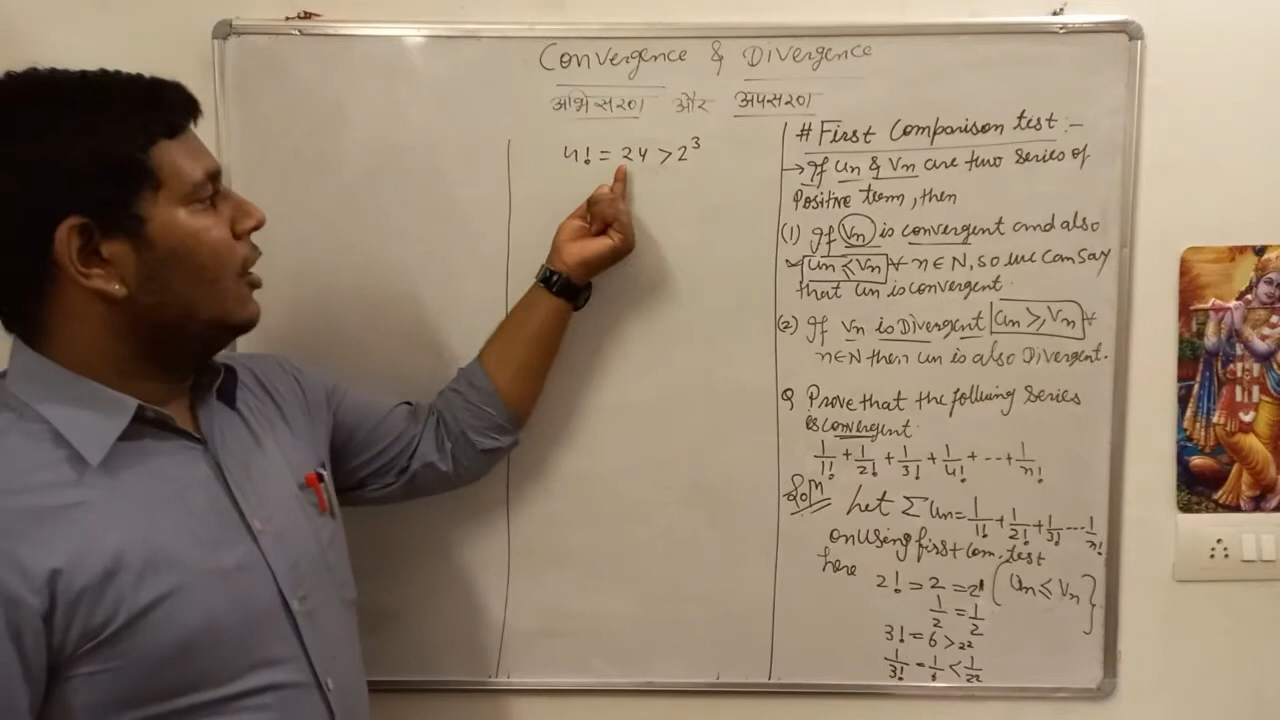 Convergence & Divergence
अभिसरण और अपसरण
4! = 24 > 2³
# First Comparison test :-
→ If Un & Vn are two series of
Positive term, then
(1) If Vn is convergent and also
Un ≤ Vn ∀ n ∈ N, so we can say
that Un is convergent.
(2) If Vn is Divergent Un ≥ Vn ∀
n ∈ N then Un is also Divergent.
Q Prove that the follwing Series
is convergent.
1/1! + 1/2! + 1/3! + 1/4! + --- + 1/n!
Soln Let ΣUn = 1/1! + 1/2! + 1/3! ---- 1/n!
on using first com. test
here
2! = 2 = 2¹ (Un ≤ Vn}
1/2 = 1/2
3! = 6 > 2²
1/3! = 1/6 < 1/2²